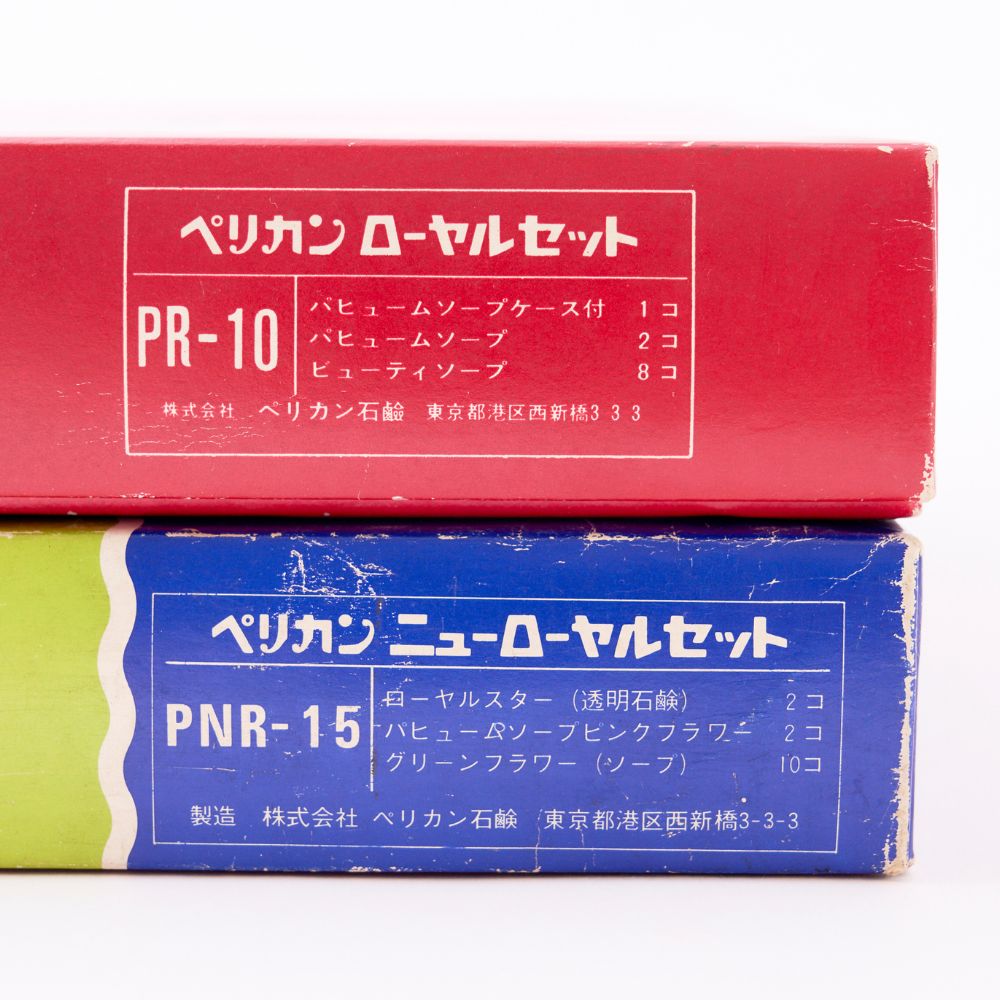 ペリカン ローヤルセット
PR-10
パヒュームソープケース付 1コ
パヒュームソープ 2コ
ビューティソープ 8コ
株式会社 ペリカン石鹼 東京都港区西新橋3 3 3
ペリカン ニューローヤルセット
PNR-15
ローヤルスター (透明石鹸) 2コ
パヒュームRソープピンクフラワー 2コ
グリーンフラワー (ソープ) 10コ
製造 株式会社 ペリカン石鹸 東京都港区西新橋3-3-3